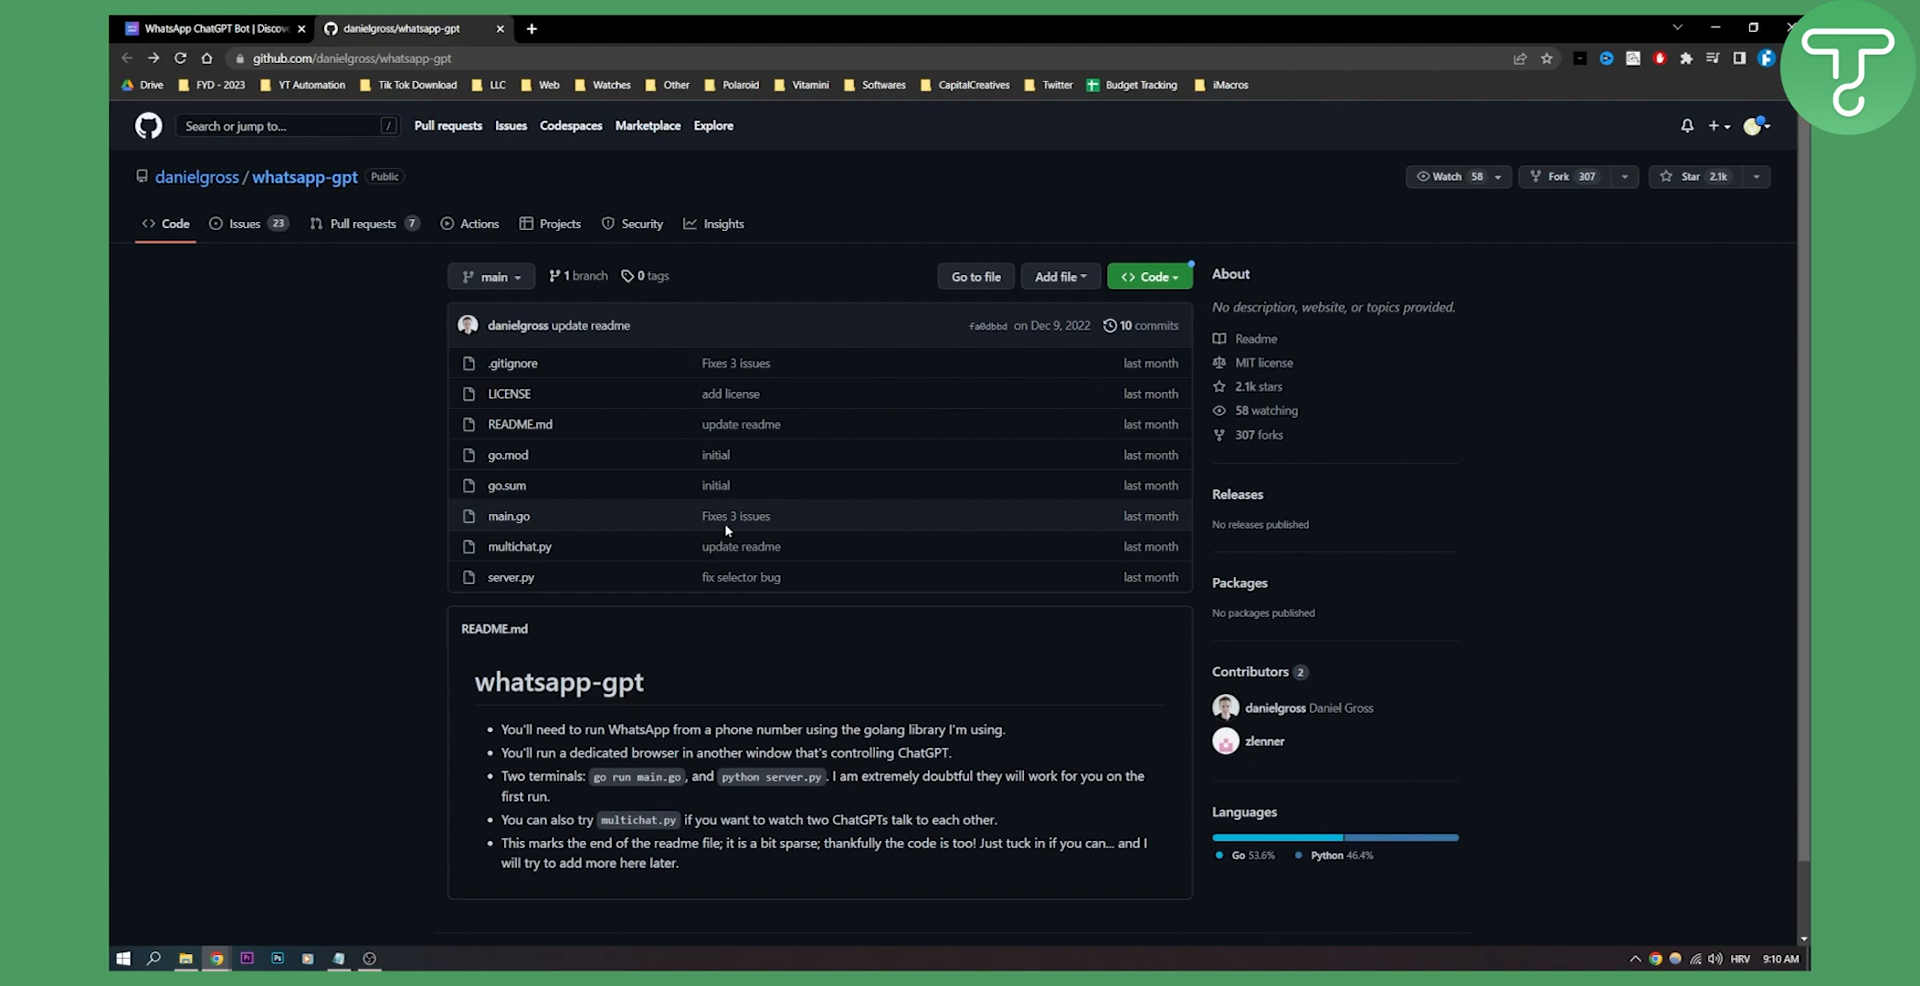 WhatsApp ChatGPT Bot | Discove
danielgross/whatsapp-gpt
github.com/danielgross/whatsapp-gpt
Drive FYD - 2023 YT Automation Tik Tok Download LLC Web Watches Other Polaroid Vitamini Softwares CapitalCreatives Twitter Budget Tracking iMacros
Search or jump to... / Pull requests Issues Codespaces Marketplace Explore
danielgross / whatsapp-gpt Public
Watch 58 Fork 307 Star 2.1k
Code Issues 23 Pull requests 7 Actions Projects Security Insights
main 1 branch 0 tags Go to file Add file Code
danielgross update readme fa0dbbd on Dec 9, 2022 10 commits
.gitignore Fixes 3 issues last month
LICENSE add license last month
README.md update readme last month
go.mod initial last month
go.sum initial last month
main.go Fixes 3 issues last month
multichat.py update readme last month
server.py fix selector bug last month
README.md
whatsapp-gpt
You'll need to run WhatsApp from a phone number using the golang library I'm using.
You'll run a dedicated browser in another window that's controlling ChatGPT.
Two terminals: go run main.go, and python server.py. I am extremely doubtful they will work for you on the
first run.
You can also try multichat.py if you want to watch two ChatGPTs talk to each other.
This marks the end of the readme file; it is a bit sparse; thankfully the code is too! Just tuck in if you can... and I
will try to add more here later.
About
No description, website, or topics provided.
Readme
MIT license
2.1k stars
58 watching
307 forks
Releases
No releases published
Packages
No packages published
Contributors 2
danielgross Daniel Gross
zlenner
Languages
Go 53.6% Python 46.4%
HRV 9:10 AM